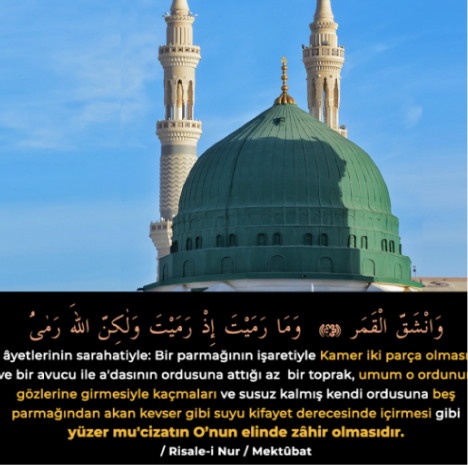 وَانْشَقَّ الْقَمَر وَمَا رَمَيْتَ إِذْ رَمَيْتَ وَلٰكِنَّ اللّٰهَ رَمٰى
âyetlerinin sarahatiyle: Bir parmağının işaretiyle Kamer iki parça olması
ve bir avucu ile a'dasının ordusuna attığı az bir toprak, umum o ordunun
gözlerine girmesiyle kaçmaları ve susuz kalmış kendi ordusuna beş
parmağından akan kevser gibi suyu kifayet derecesinde içirmesi gibi
yüzer mu'cizatın O'nun elinde zâhir olmasıdır.
/ Risale-i Nur / Mektûbat